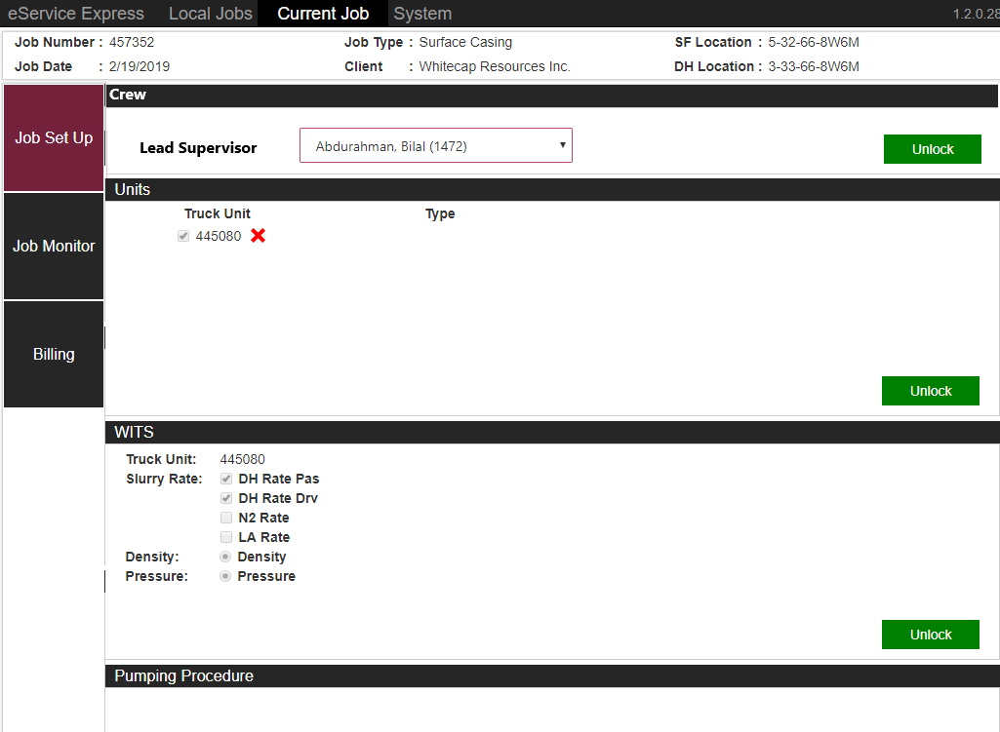 eService Express Local Jobs Current Job System 1.2.0.28
Job Number : 457352 Job Type : Surface Casing SF Location : 5-32-66-8W6M
Job Date : 2/19/2019 Client : Whitecap Resources Inc. DH Location : 3-33-66-8W6M
Job Set Up
Job Monitor
Billing
Crew
Lead Supervisor Abdurahman, Bilal (1472) Unlock
Units
Truck Unit Type
445080
Unlock
WITS
Truck Unit: 445080
Slurry Rate: DH Rate Pas
DH Rate Drv
N2 Rate
LA Rate
Density: Density
Pressure: Pressure
Unlock
Pumping Procedure